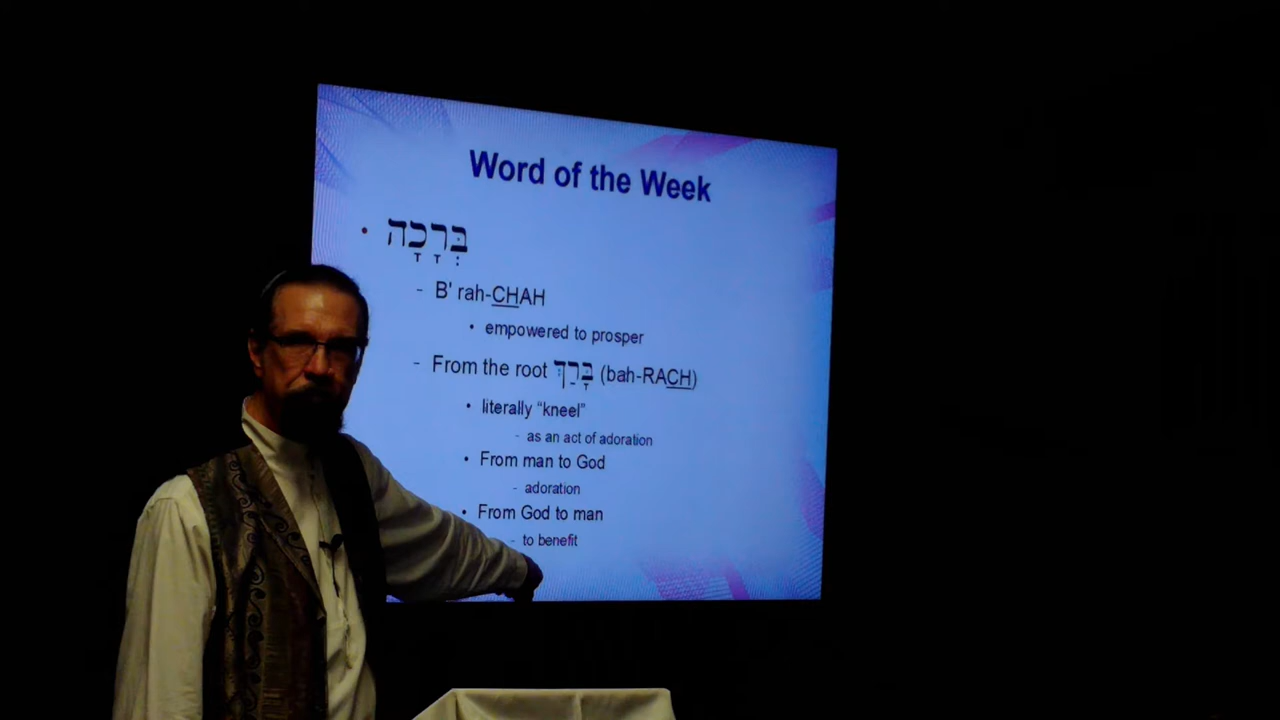 Word of the Week
• בְּרָכָה
- B' rah-CHAH
• empowered to prosper
- From the root בָּרַךְ (bah-RACH)
• literally “kneel”
- as an act of adoration
• From man to God
- adoration
• From God to man
- to benefit